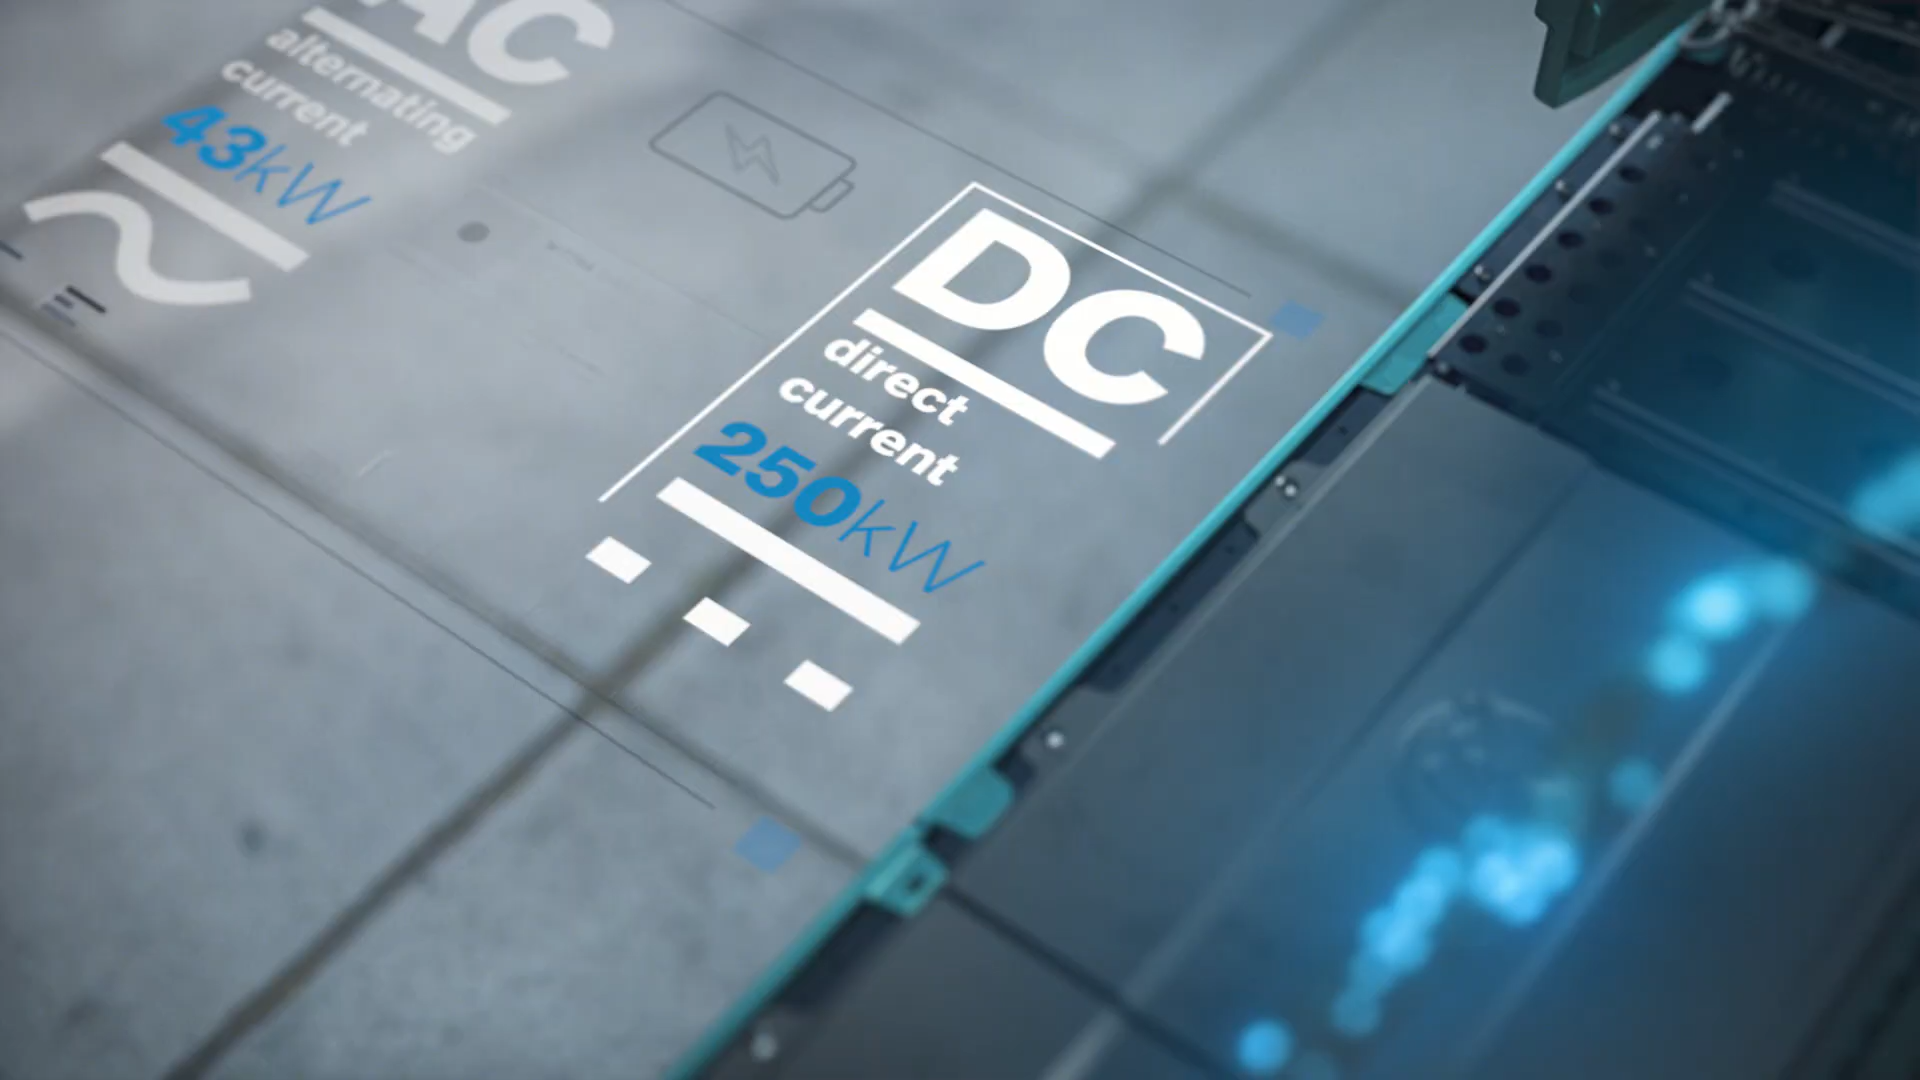 AC
alternating
current
43kW
DC
direct
current
250kW